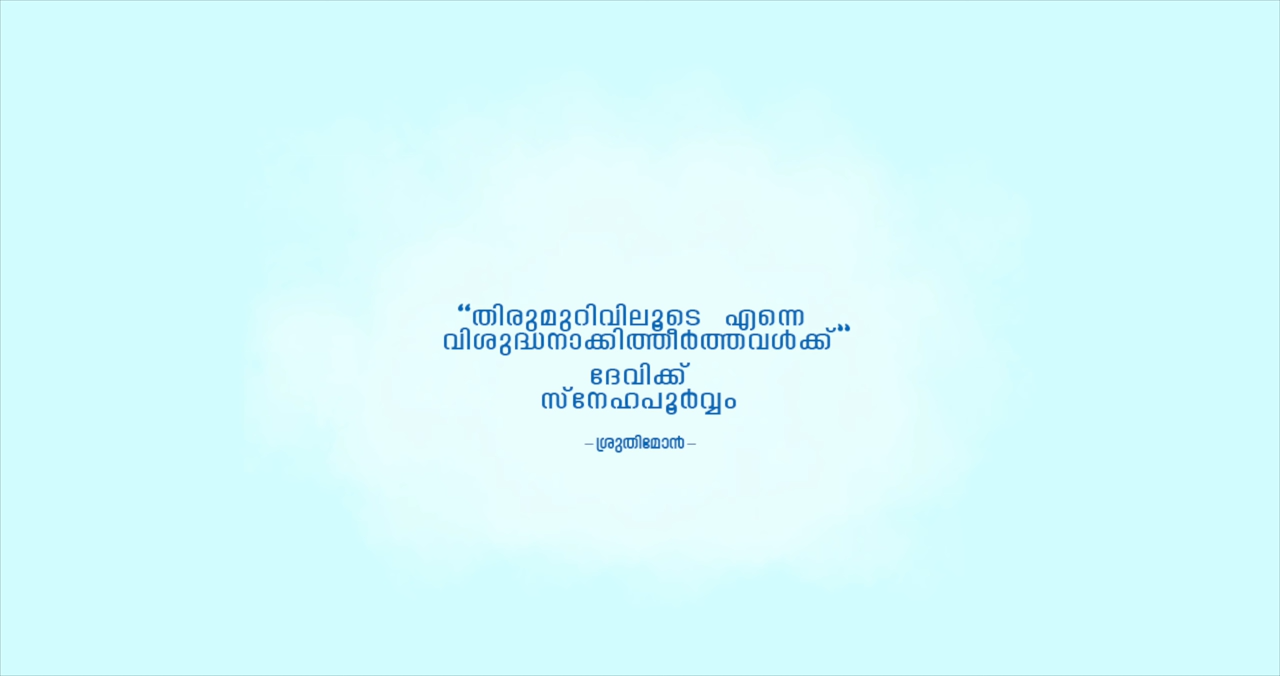 “തിരുമുറിവിലൂടെ എന്നെ
വിശുദ്ധനാക്കിത്തീർത്തവൾക്ക്”
ദേവിക്ക്
സ്നേഹപൂർവ്വം
–ശ്രുതിമോൻ–